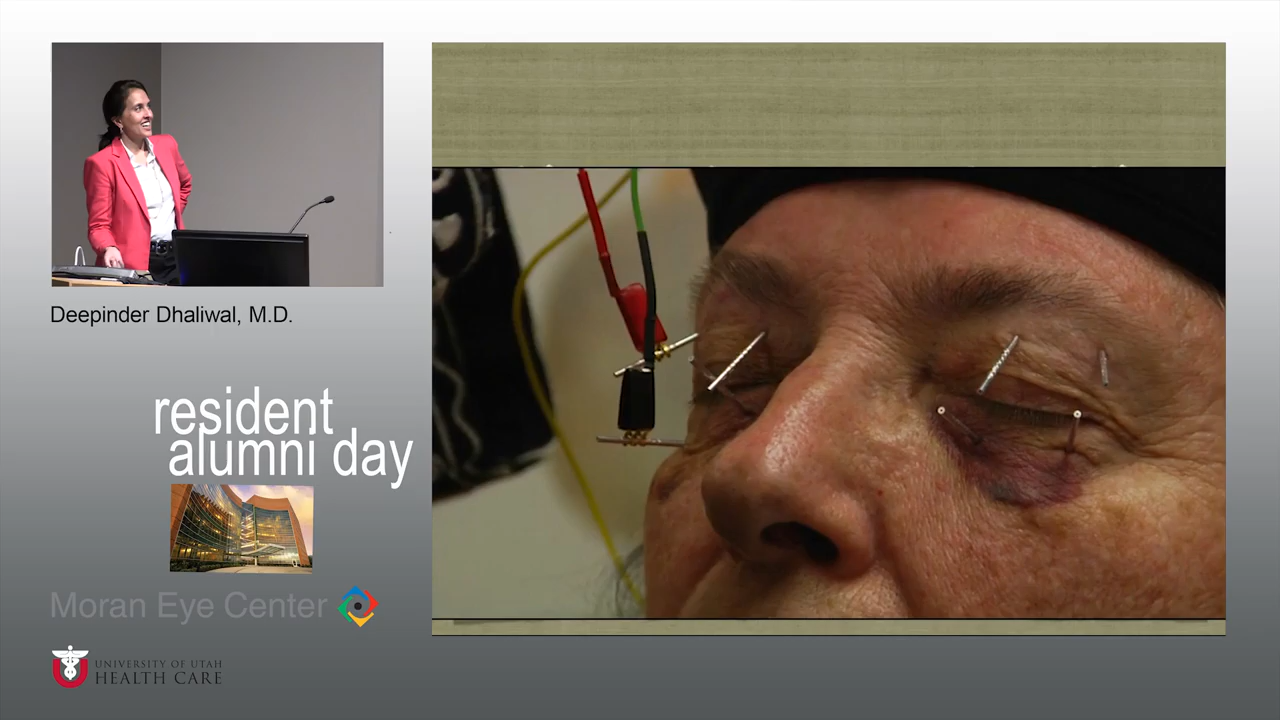 Deepinder Dhaliwal, M.D.
resident
alumni day
Moran Eye Center
UNIVERSITY OF UTAH
HEALTH CARE